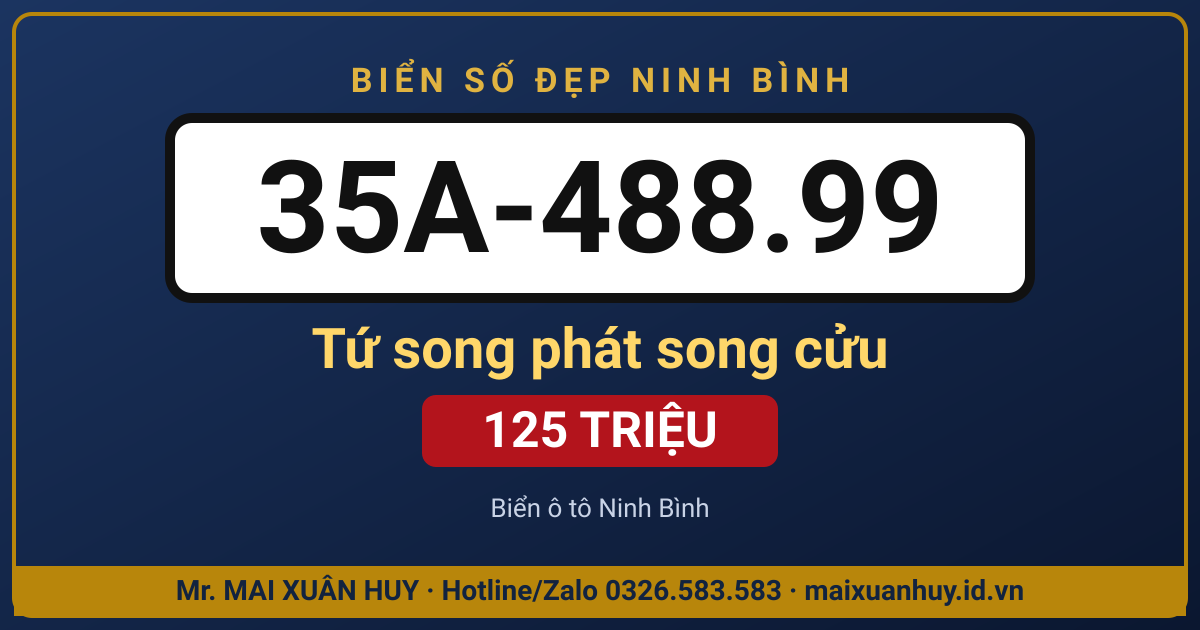 BIỂN SỐ ĐẸP NINH BÌNH
35A-488.99
Tứ song phát song cửu
125 TRIỆU
Biển ô tô Ninh Bình
Mr. MAI XUÂN HUY · Hotline/Zalo 0326.583.583 · maixuanhuy.id.vn